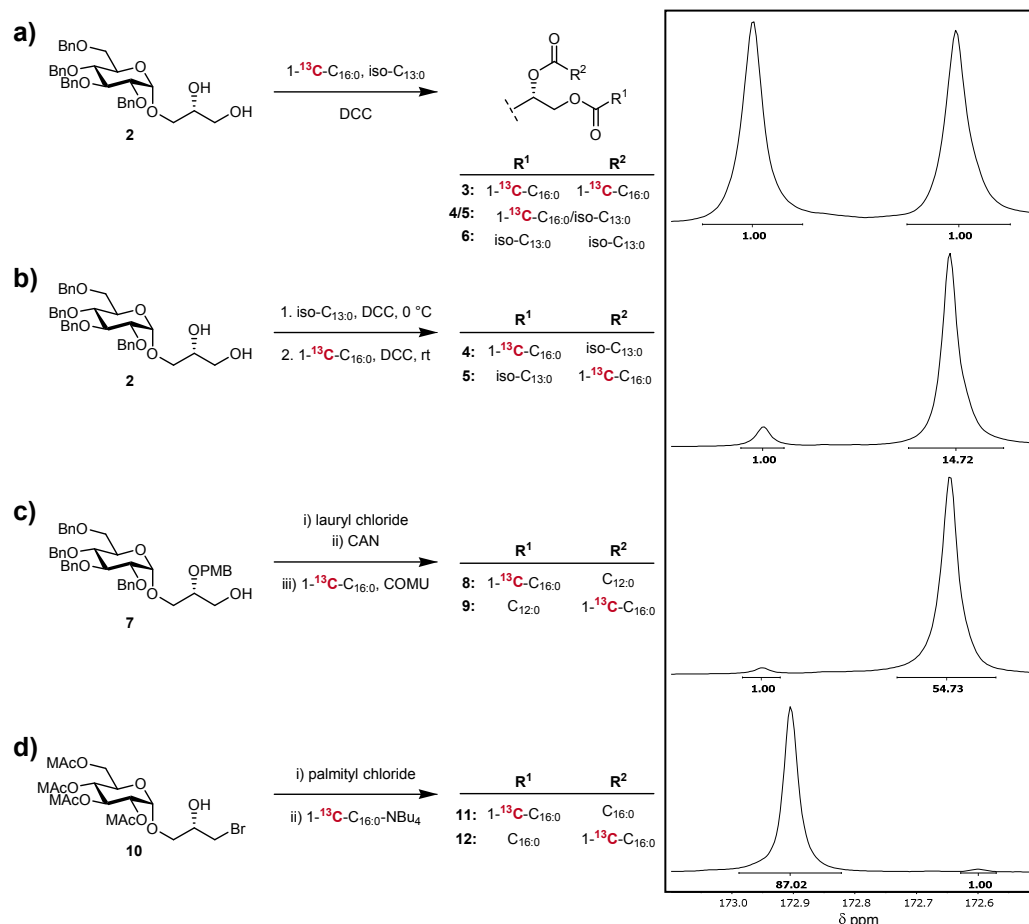 a)
BnO
BnO
BnO
BnO
O
O
OH
OH
2
1-13C-C16:0, iso-C13:0
DCC
O
R2
O
O
R1
O
R1 R2
3: 1-13C-C16:0 1-13C-C16:0
4/5: 1-13C-C16:0/iso-C13:0
6: iso-C13:0 iso-C13:0
1.00 1.00
b)
BnO
BnO
BnO
BnO
O
O
OH
OH
2
1. iso-C13:0, DCC, 0 °C
2. 1-13C-C16:0, DCC, rt
R1 R2
4: 1-13C-C16:0 iso-C13:0
5: iso-C13:0 1-13C-C16:0
1.00 14.72
c)
BnO
BnO
BnO
BnO
O
O
OPMB
OH
7
i) lauryl chloride
ii) CAN
iii) 1-13C-C16:0, COMU
R1 R2
8: 1-13C-C16:0 C12:0
9: C12:0 1-13C-C16:0
1.00 54.73
d)
MAcO
MAcO
MAcO
MAcO
O
O
OH
Br
10
i) palmityl chloride
ii) 1-13C-C16:0-NBu4
R1 R2
11: 1-13C-C16:0 C16:0
12: C16:0 1-13C-C16:0
87.02 1.00
173.0 172.9 172.8 172.7 172.6
δ ppm